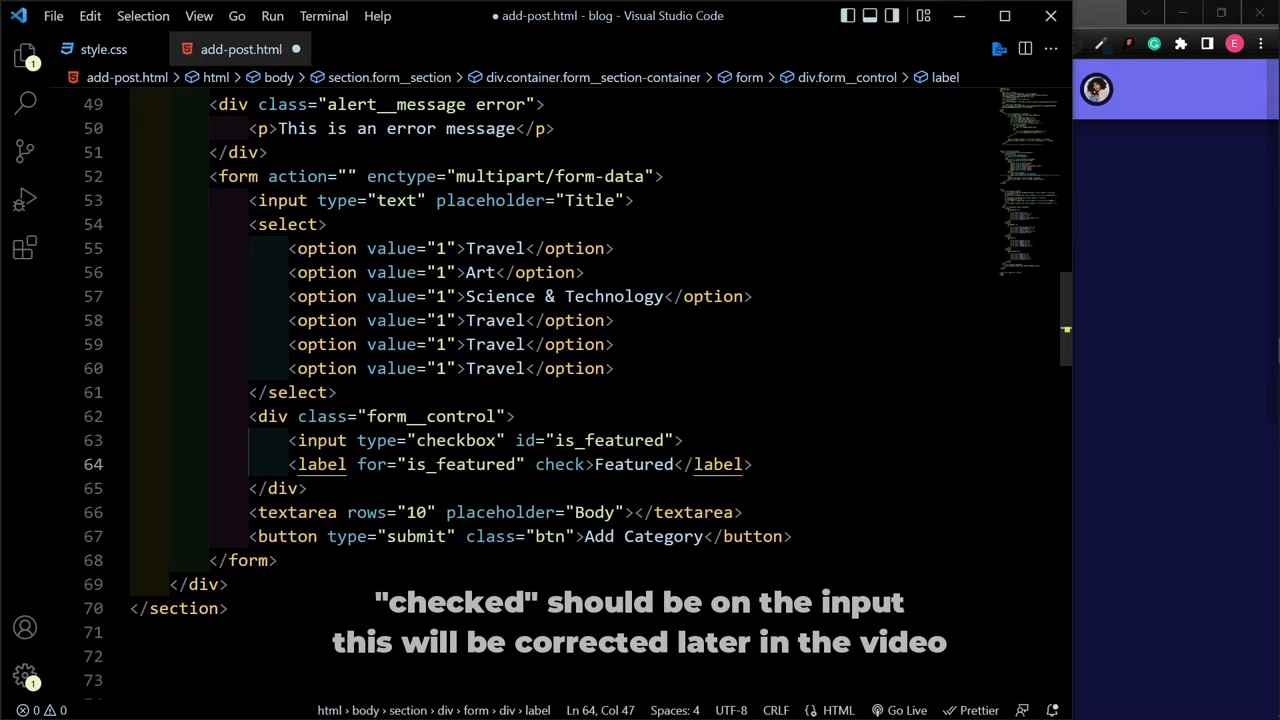 File Edit Selection View Go Run Terminal Help ● add-post.html - blog - Visual Studio Code
style.css add-post.html ●
add-post.html > html > body > section.form__section > div.container.form__section-container > form > div.form__control > label
49 <div class="alert__message error">
50 <p>This is an error message</p>
51 </div>
52 <form action="" enctype="multipart/form-data">
53 <input type="text" placeholder="Title">
54 <select>
55 <option value="1">Travel</option>
56 <option value="1">Art</option>
57 <option value="1">Science & Technology</option>
58 <option value="1">Travel</option>
59 <option value="1">Travel</option>
60 <option value="1">Travel</option>
61 </select>
62 <div class="form__control">
63 <input type="checkbox" id="is_featured">
64 <label for="is_featured" check>Featured</label>
65 </div>
66 <textarea rows="10" placeholder="Body"></textarea>
67 <button type="submit" class="btn">Add Category</button>
68 </form>
69 </div>
70 </section>
71
72
73
"checked" should be on the input
this will be corrected later in the video
1
1
E
0 0 html > body > section > div > form > div > label Ln 64, Col 47 Spaces: 4 UTF-8 CRLF {} HTML Go Live Prettier